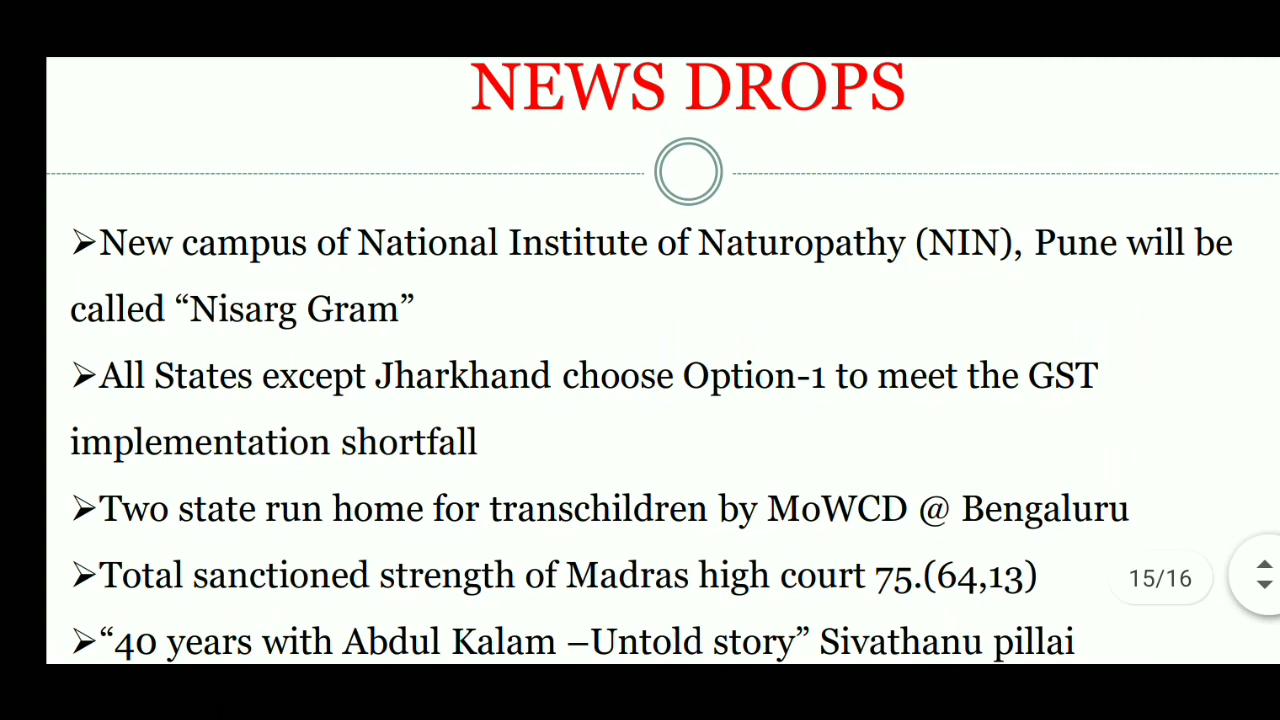 NEWS DROPS
➢New campus of National Institute of Naturopathy (NIN), Pune will be
called “Nisarg Gram”
➢All States except Jharkhand choose Option-1 to meet the GST
implementation shortfall
➢Two state run home for transchildren by MoWCD @ Bengaluru
➢Total sanctioned strength of Madras high court 75.(64,13)
15/16
➢“40 years with Abdul Kalam –Untold story” Sivathanu pillai